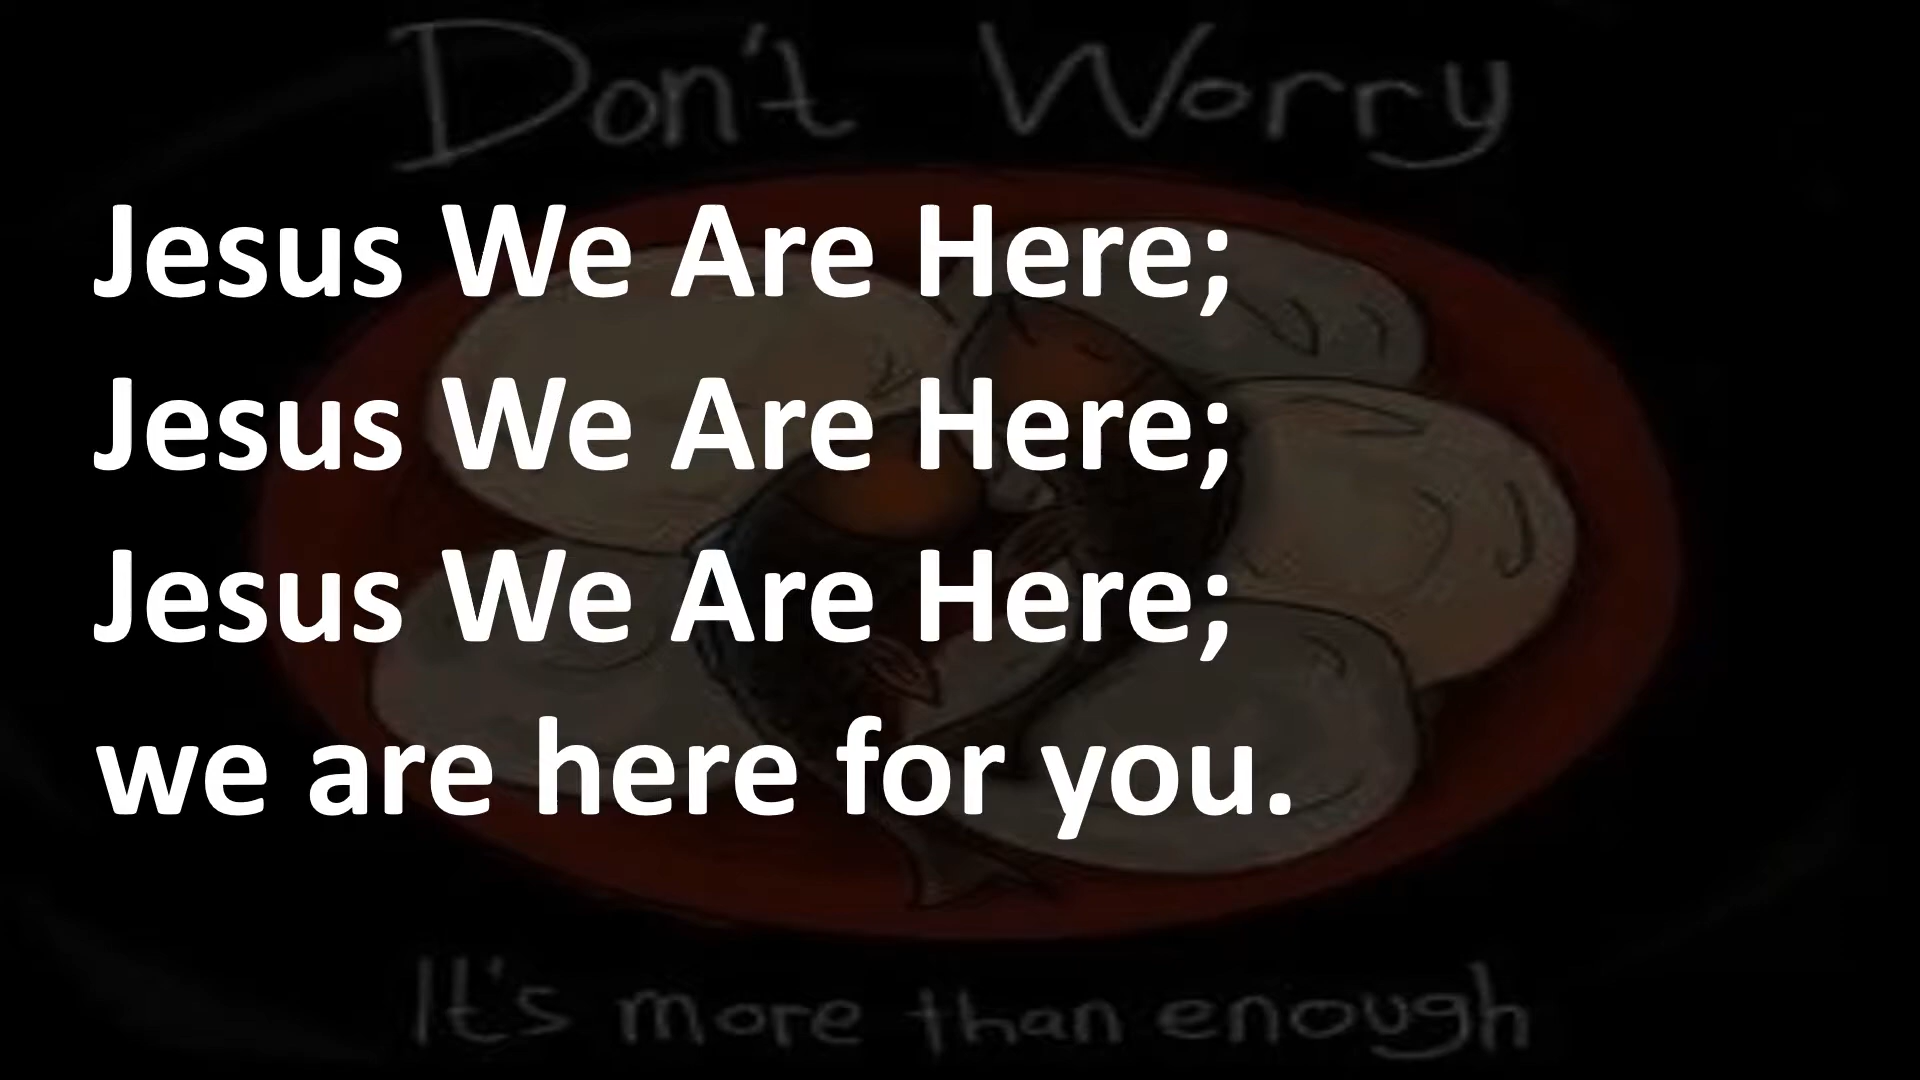 Don't Worry
Jesus We Are Here;
Jesus We Are Here;
Jesus We Are Here;
we are here for you.
It's more than enough